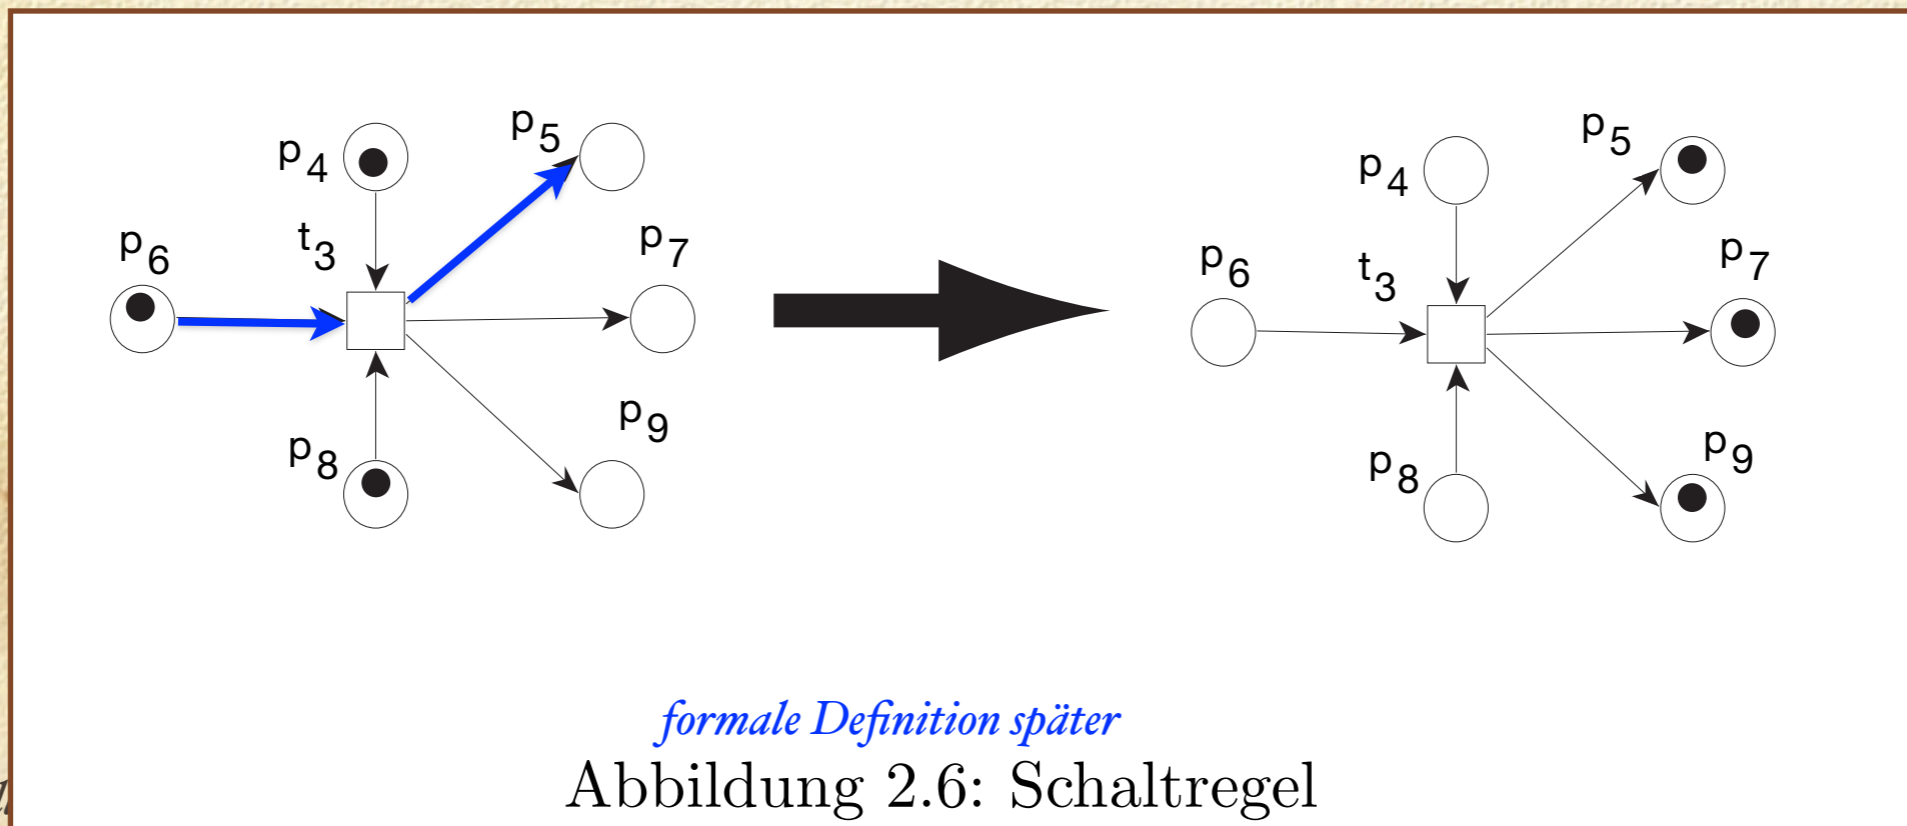 p4
p5
p6
t3
p7
p8
p9
p4
p5
p6
t3
p7
p8
p9
formale Definition später
Abbildung 2.6: Schaltregel